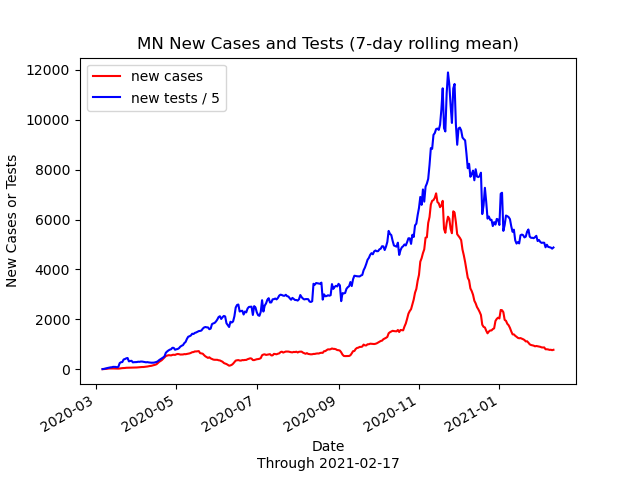 MN New Cases and Tests (7-day rolling mean)
new cases
new tests / 5
12000
10000
8000
6000
4000
2000
0
New Cases or Tests
2020-03
2020-05
2020-07
2020-09
2020-11
2021-01
Date
Through 2021-02-17